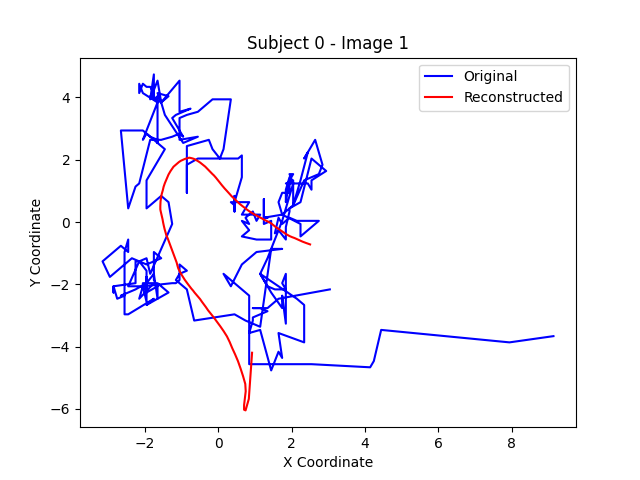 Subject 0 - Image 1
Original
Reconstructed
Y Coordinate
4
2
0
−2
−4
−6
−2
0
2
4
6
8
X Coordinate